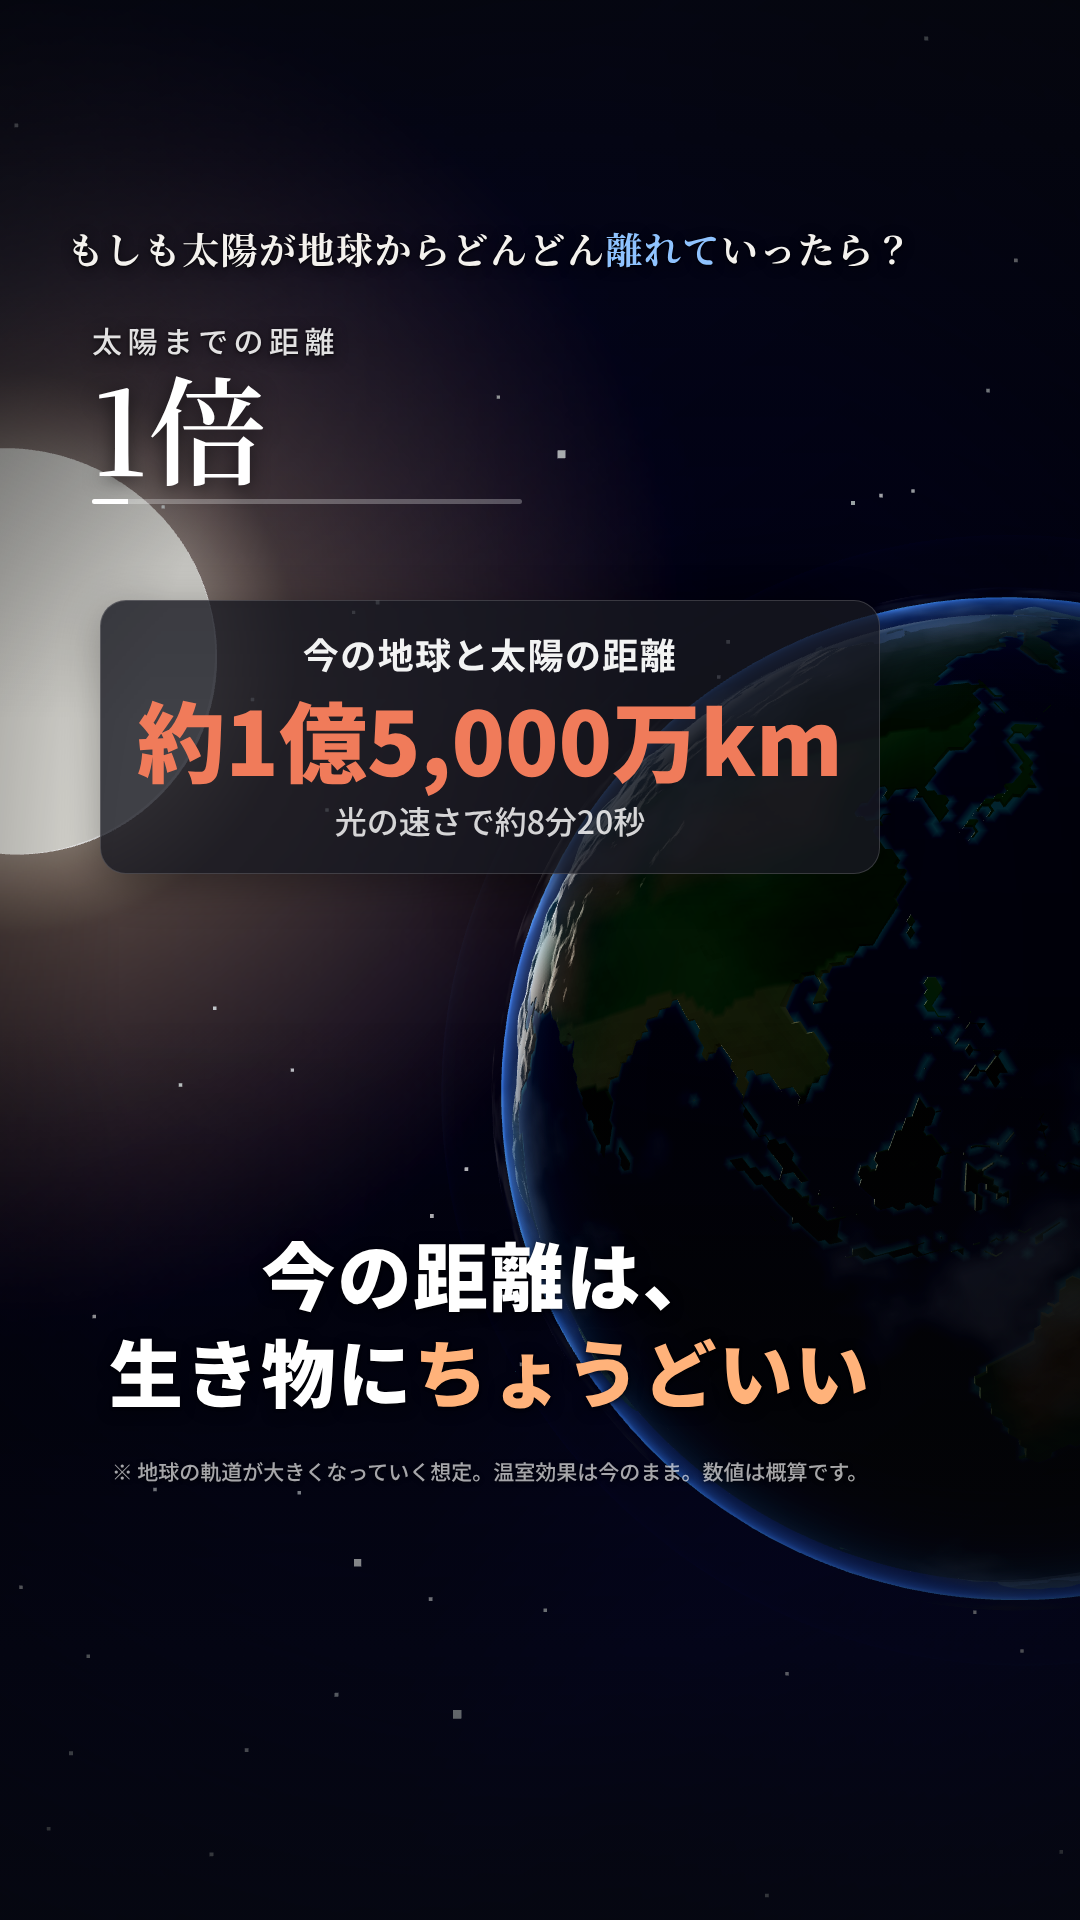 もしも太陽が地球からどんどん離れていったら？
太陽までの距離
1倍
今の地球と太陽の距離
約1億5,000万km
光の速さで約8分20秒
今の距離は、
生き物にちょうどいい
※ 地球の軌道が大きくなっていく想定。温室効果は今のまま。数値は概算です。